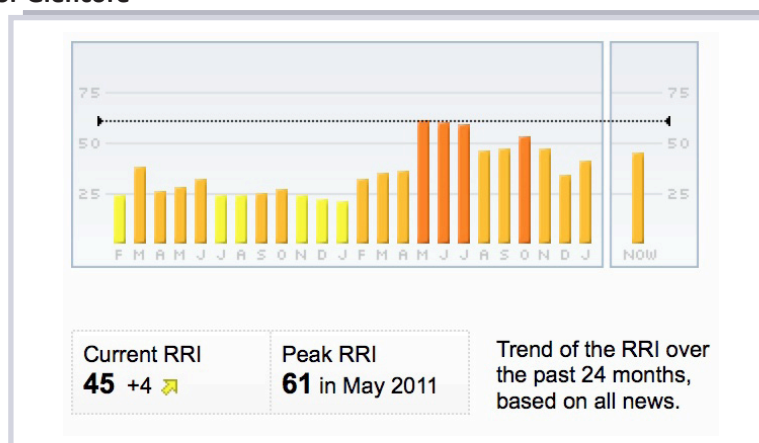 75 75
50 50
25 25
F M A M J J A S O N D J F M A M J J A S O N D J NOW
Current RRI
45 +4
Peak RRI
61 in May 2011
Trend of the RRI over
the past 24 months,
based on all news.